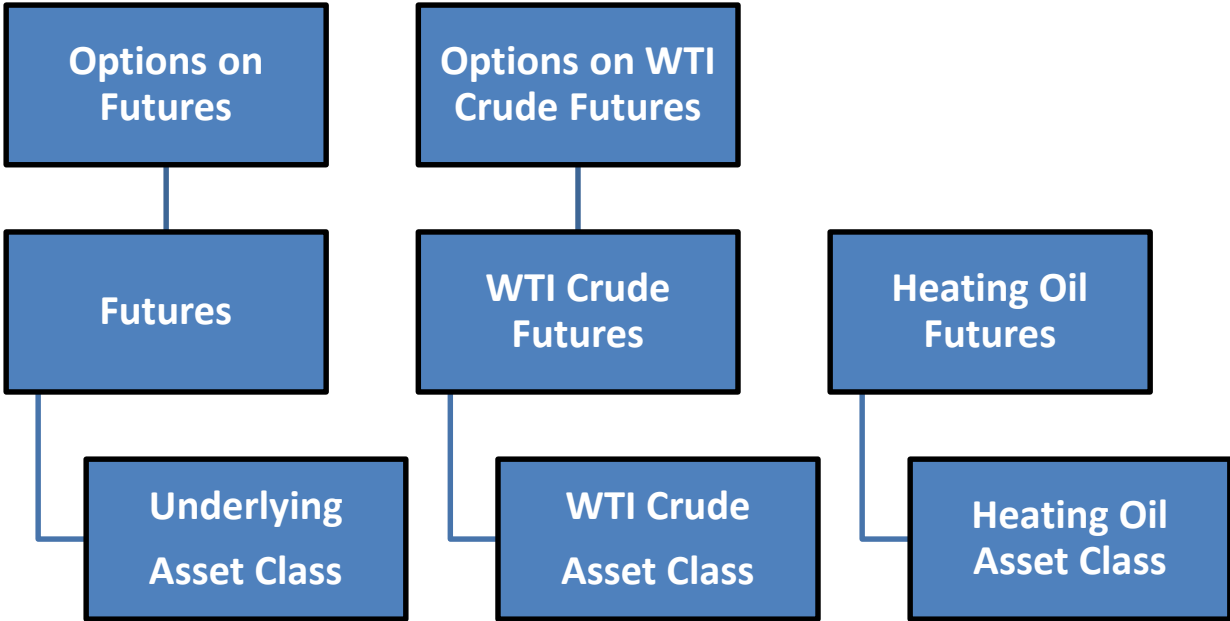 Options on
Futures
Options on WTI
Crude Futures
Futures
WTI Crude
Futures
Heating Oil
Futures
Underlying
Asset Class
WTI Crude
Asset Class
Heating Oil
Asset Class